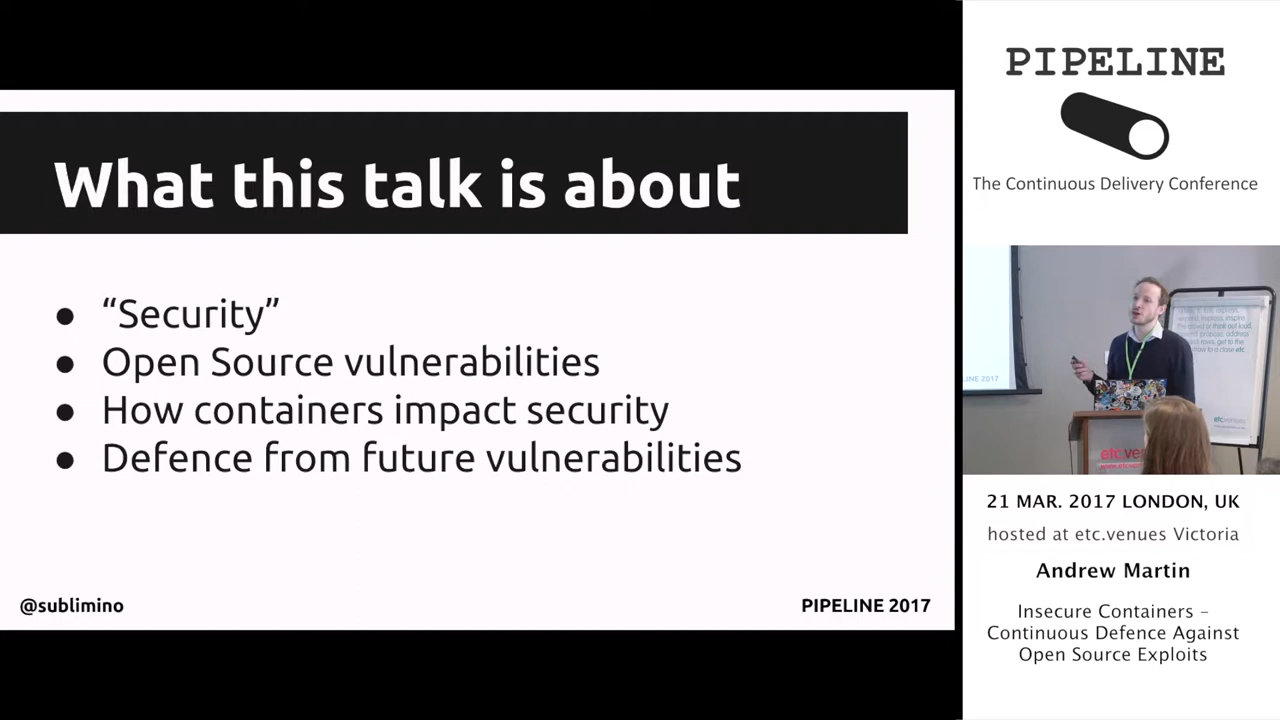 What this talk is about
● “Security”
● Open Source vulnerabilities
● How containers impact security
● Defence from future vulnerabilities
@sublimino
PIPELINE 2017
PIPELINE
The Continuous Delivery Conference
21 MAR. 2017 LONDON, UK
hosted at etc.venues Victoria
Andrew Martin
Insecure Containers –
Continuous Defence Against
Open Source Exploits